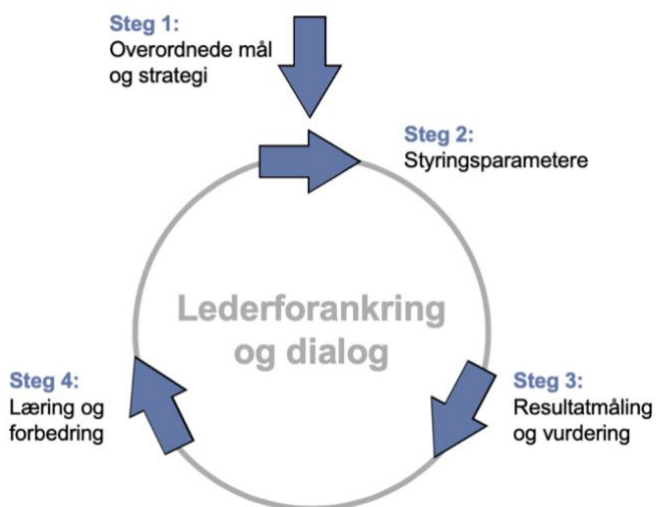 Steg 1:
Overordnede mål
og strategi
Steg 2:
Styringsparametere
Lederforankring
og dialog
Steg 3:
Resultatmåling
og vurdering
Steg 4:
Læring og
forbedring